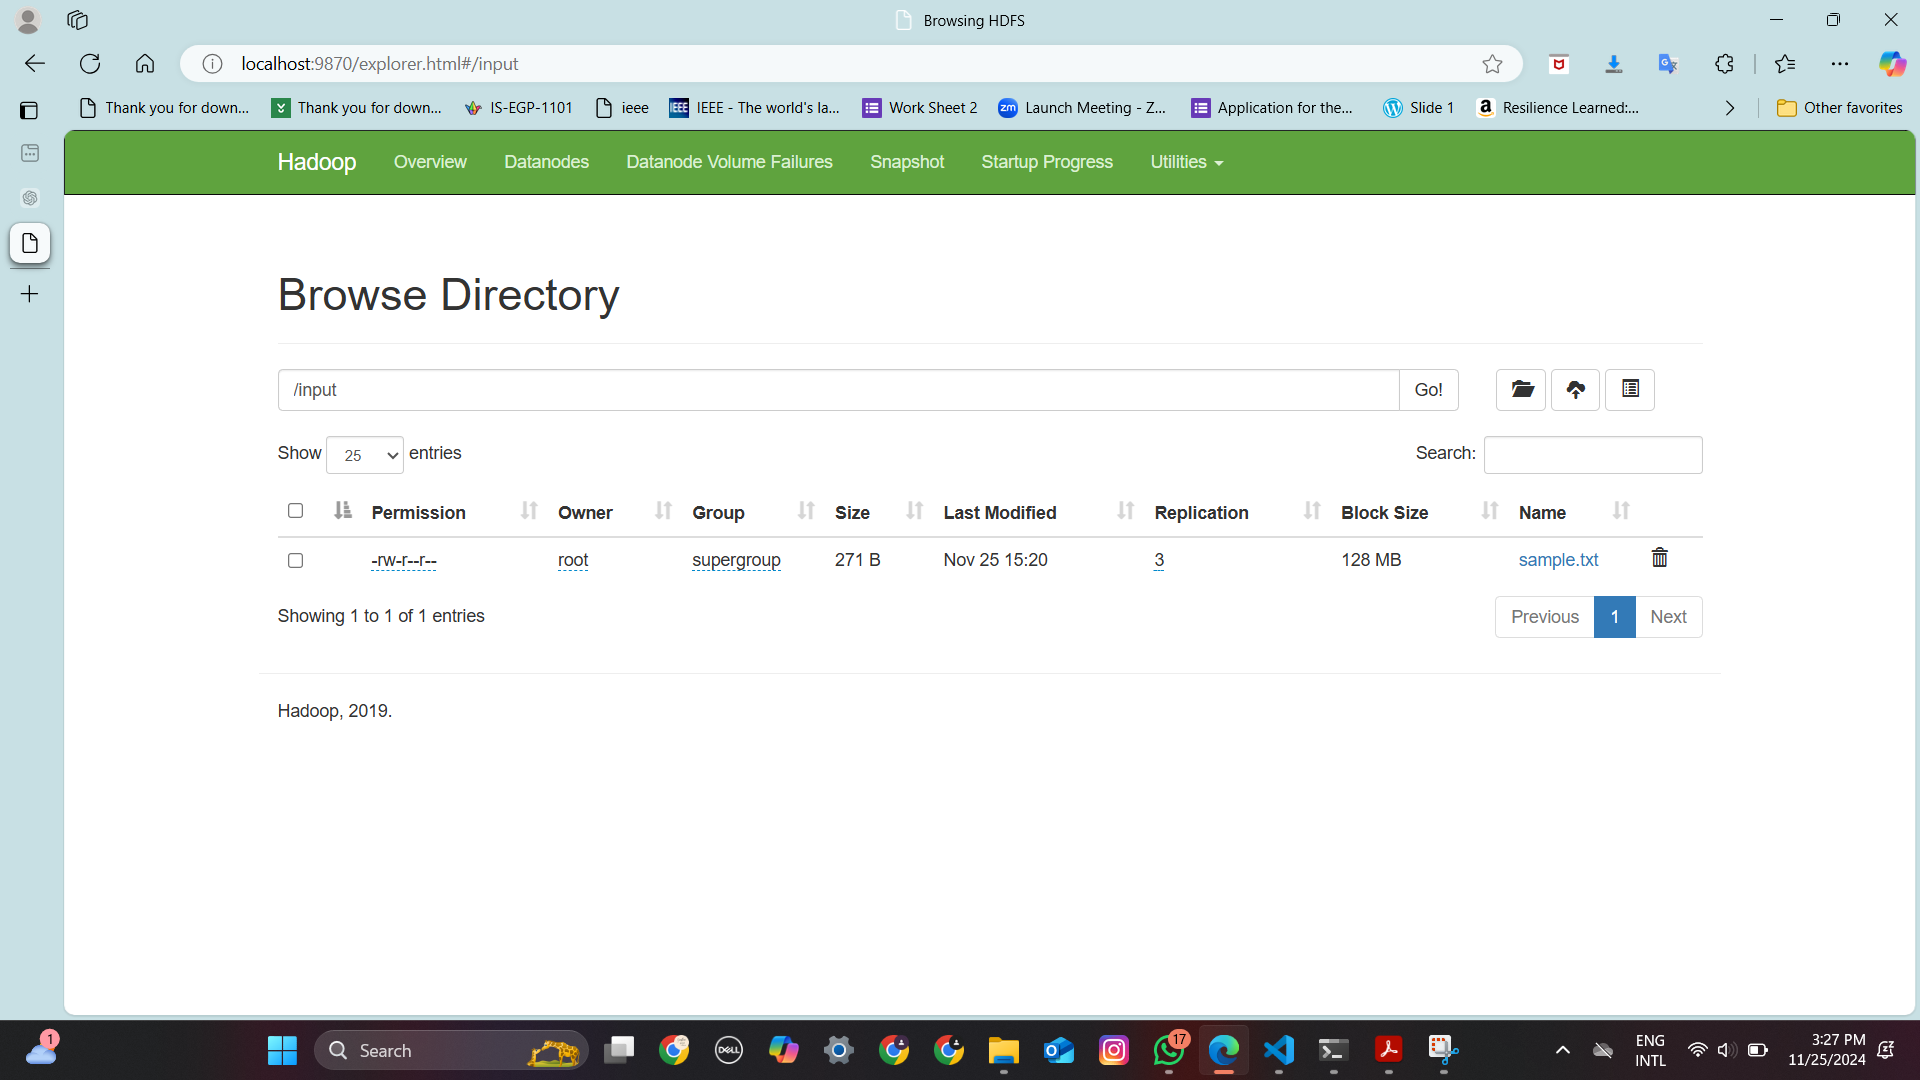 Browsing HDFS
localhost:9870/explorer.html#/input
Thank you for down... Thank you for down... IS-EGP-1101 ieee IEEE IEEE - The world's la... Work Sheet 2 zm Launch Meeting - Z... Application for the... Slide 1 Resilience Learned:... Other favorites
Hadoop Overview Datanodes Datanode Volume Failures Snapshot Startup Progress Utilities
Browse Directory
/input Go!
Show 25 entries Search:
Permission Owner Group Size Last Modified Replication Block Size Name
-rw-r--r-- root supergroup 271 B Nov 25 15:20 3 128 MB sample.txt
Showing 1 to 1 of 1 entries Previous 1 Next
Hadoop, 2019.
1 Search DELL 17 ENG 3:27 PM
INTL 11/25/2024